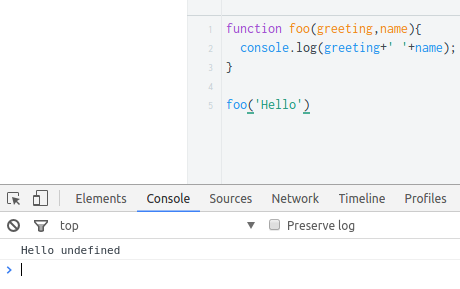 1 function foo(greeting,name){
2 console.log(greeting+' '+name);
3 }
4
5 foo('Hello')
Elements Console Sources Network Timeline Profiles
top Preserve log
Hello undefined
>